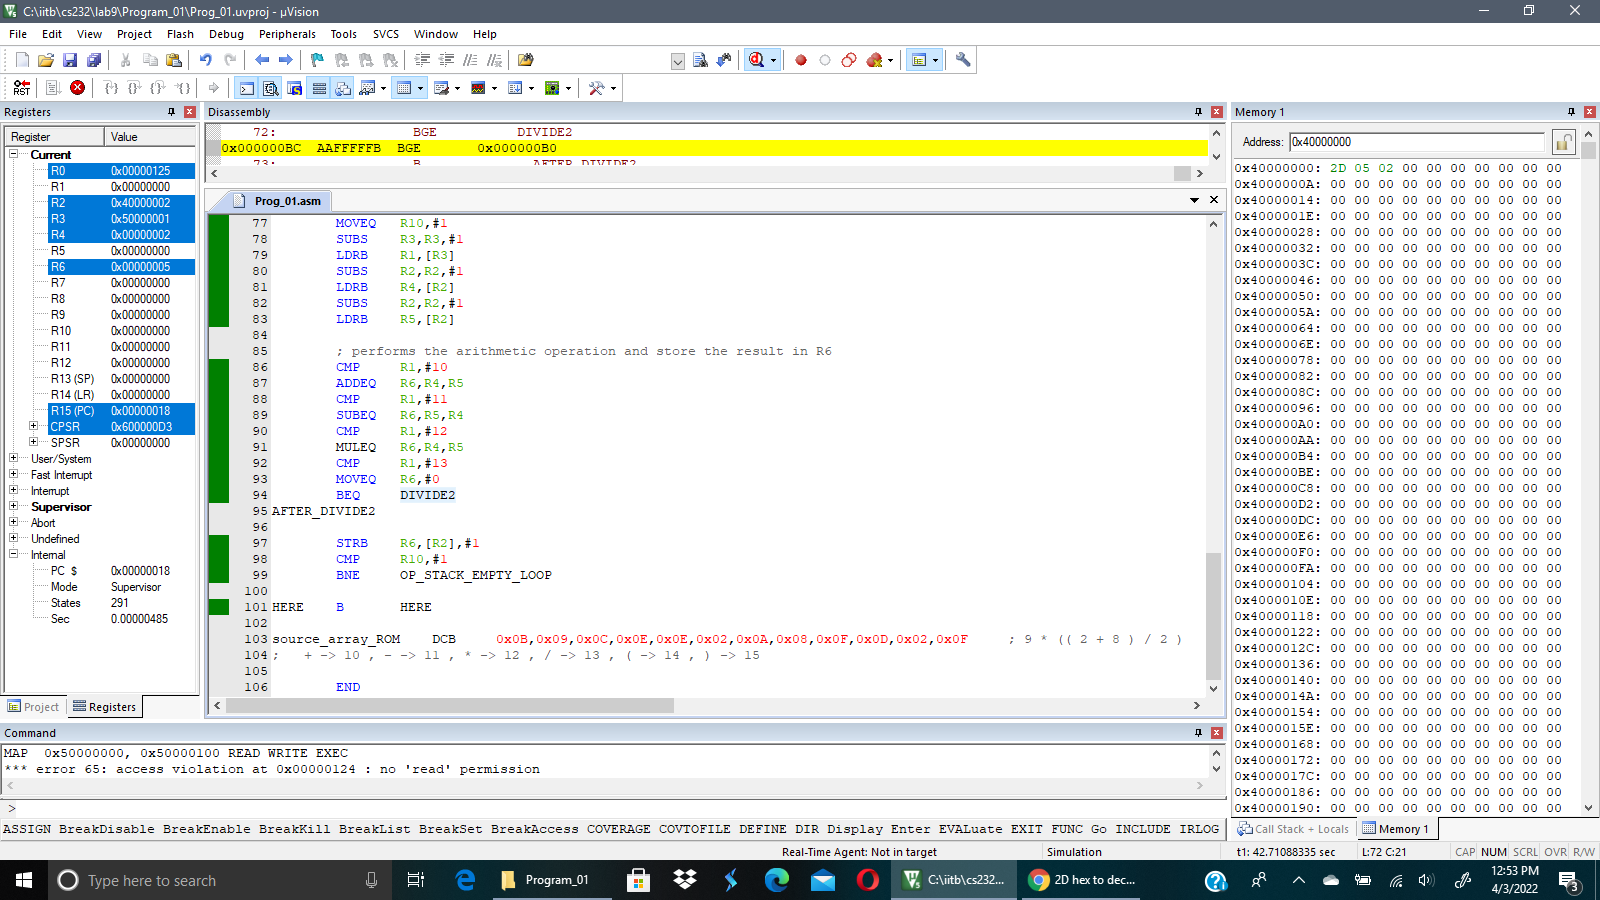 C:\iitb\cs232\lab9\Program_01\Prog_01.uvproj - µVision
File Edit View Project Flash Debug Peripherals Tools SVCS Window Help
Registers
Register Value
Current
R0 0x00000125
R1 0x00000000
R2 0x40000002
R3 0x50000001
R4 0x00000002
R5 0x00000000
R6 0x00000005
R7 0x00000000
R8 0x00000000
R9 0x00000000
R10 0x00000000
R11 0x00000000
R12 0x00000000
R13 (SP) 0x00000000
R14 (LR) 0x00000000
R15 (PC) 0x00000018
CPSR 0x600000D3
SPSR 0x00000000
User/System
Fast Interrupt
Interrupt
Supervisor
Abort
Undefined
Internal
PC $ 0x00000018
Mode Supervisor
States 291
Sec 0.00000485
Project Registers
Disassembly
72: BGE DIVIDE2
0x000000BC AAFFFFFB BGE 0x000000B0
73: B AFTER_DIVIDE2
Prog_01.asm
77 MOVEQ R10,#1
78 SUBS R3,R3,#1
79 LDRB R1,[R3]
80 SUBS R2,R2,#1
81 LDRB R4,[R2]
82 SUBS R2,R2,#1
83 LDRB R5,[R2]
84
85 ; performs the arithmetic operation and store the result in R6
86 CMP R1,#10
87 ADDEQ R6,R4,R5
88 CMP R1,#11
89 SUBEQ R6,R5,R4
90 CMP R1,#12
91 MULEQ R6,R4,R5
92 CMP R1,#13
93 MOVEQ R6,#0
94 BEQ DIVIDE2
95 AFTER_DIVIDE2
96
97 STRB R6,[R2],#1
98 CMP R10,#1
99 BNE OP_STACK_EMPTY_LOOP
100
101 HERE B HERE
102
103 source_array_ROM DCB 0x0B,0x09,0x0C,0x0E,0x0E,0x02,0x0A,0x08,0x0F,0x0D,0x02,0x0F ; 9 * (( 2 + 8 ) / 2 )
104 ; + -> 10 , - -> 11 , * -> 12 , / -> 13 , ( -> 14 , ) -> 15
105
106 END
Memory 1
Address: 0x40000000
0x40000000: 2D 05 02 00 00 00 00 00 00 00
0x4000000A: 00 00 00 00 00 00 00 00 00 00
0x40000014: 00 00 00 00 00 00 00 00 00 00
0x4000001E: 00 00 00 00 00 00 00 00 00 00
0x40000028: 00 00 00 00 00 00 00 00 00 00
0x40000032: 00 00 00 00 00 00 00 00 00 00
0x4000003C: 00 00 00 00 00 00 00 00 00 00
0x40000046: 00 00 00 00 00 00 00 00 00 00
0x40000050: 00 00 00 00 00 00 00 00 00 00
0x4000005A: 00 00 00 00 00 00 00 00 00 00
0x40000064: 00 00 00 00 00 00 00 00 00 00
0x4000006E: 00 00 00 00 00 00 00 00 00 00
0x40000078: 00 00 00 00 00 00 00 00 00 00
0x40000082: 00 00 00 00 00 00 00 00 00 00
0x4000008C: 00 00 00 00 00 00 00 00 00 00
0x40000096: 00 00 00 00 00 00 00 00 00 00
0x400000A0: 00 00 00 00 00 00 00 00 00 00
0x400000AA: 00 00 00 00 00 00 00 00 00 00
0x400000B4: 00 00 00 00 00 00 00 00 00 00
0x400000BE: 00 00 00 00 00 00 00 00 00 00
0x400000C8: 00 00 00 00 00 00 00 00 00 00
0x400000D2: 00 00 00 00 00 00 00 00 00 00
0x400000DC: 00 00 00 00 00 00 00 00 00 00
0x400000E6: 00 00 00 00 00 00 00 00 00 00
0x400000F0: 00 00 00 00 00 00 00 00 00 00
0x400000FA: 00 00 00 00 00 00 00 00 00 00
0x40000104: 00 00 00 00 00 00 00 00 00 00
0x4000010E: 00 00 00 00 00 00 00 00 00 00
0x40000118: 00 00 00 00 00 00 00 00 00 00
0x40000122: 00 00 00 00 00 00 00 00 00 00
0x4000012C: 00 00 00 00 00 00 00 00 00 00
0x40000136: 00 00 00 00 00 00 00 00 00 00
0x40000140: 00 00 00 00 00 00 00 00 00 00
0x4000014A: 00 00 00 00 00 00 00 00 00 00
0x40000154: 00 00 00 00 00 00 00 00 00 00
0x4000015E: 00 00 00 00 00 00 00 00 00 00
0x40000168: 00 00 00 00 00 00 00 00 00 00
0x40000172: 00 00 00 00 00 00 00 00 00 00
0x4000017C: 00 00 00 00 00 00 00 00 00 00
0x40000186: 00 00 00 00 00 00 00 00 00 00
0x40000190: 00 00 00 00 00 00 00 00 00 00
Call Stack + Locals Memory 1
Command
MAP 0x50000000, 0x50000100 READ WRITE EXEC
*** error 65: access violation at 0x00000124 : no 'read' permission
>
ASSIGN BreakDisable BreakEnable BreakKill BreakList BreakSet BreakAccess COVERAGE COVTOFILE DEFINE DIR Display Enter EVALuate EXIT FUNC Go INCLUDE IRLOG
Real-Time Agent: Not in target Simulation t1: 42.71088335 sec L:72 C:21 CAP NUM SCRL OVR R/W
Type here to search
Program_01
C:\iitb\cs232...
2D hex to dec...
12:53 PM
4/3/2022
3